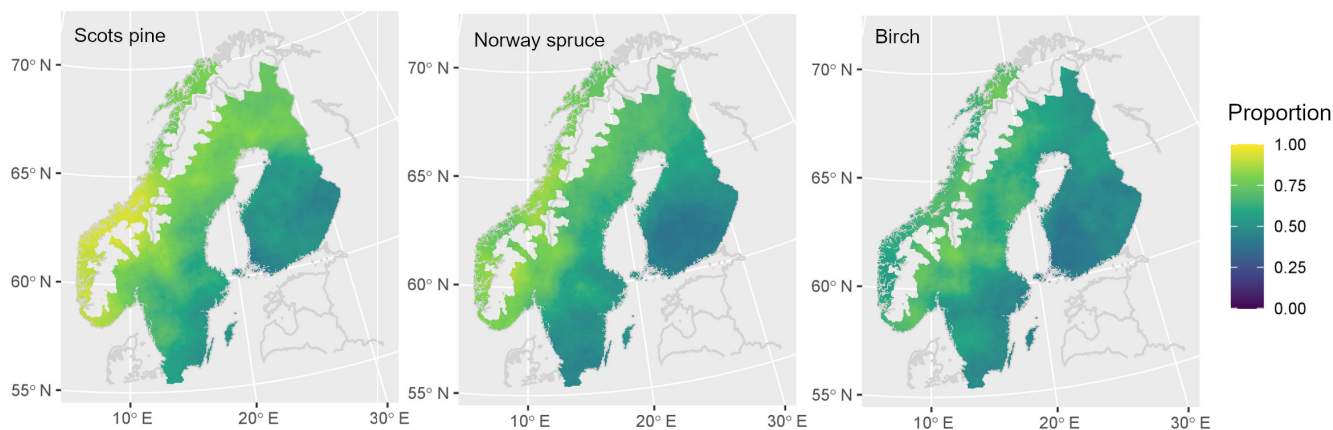 Scots pine
70° N
65° N
60° N
55° N
10° E
20° E
30° E
Norway spruce
70° N
65° N
60° N
55° N
10° E
20° E
30° E
Birch
70° N
65° N
60° N
55° N
10° E
20° E
30° E
Proportion
1.00
0.75
0.50
0.25
0.00